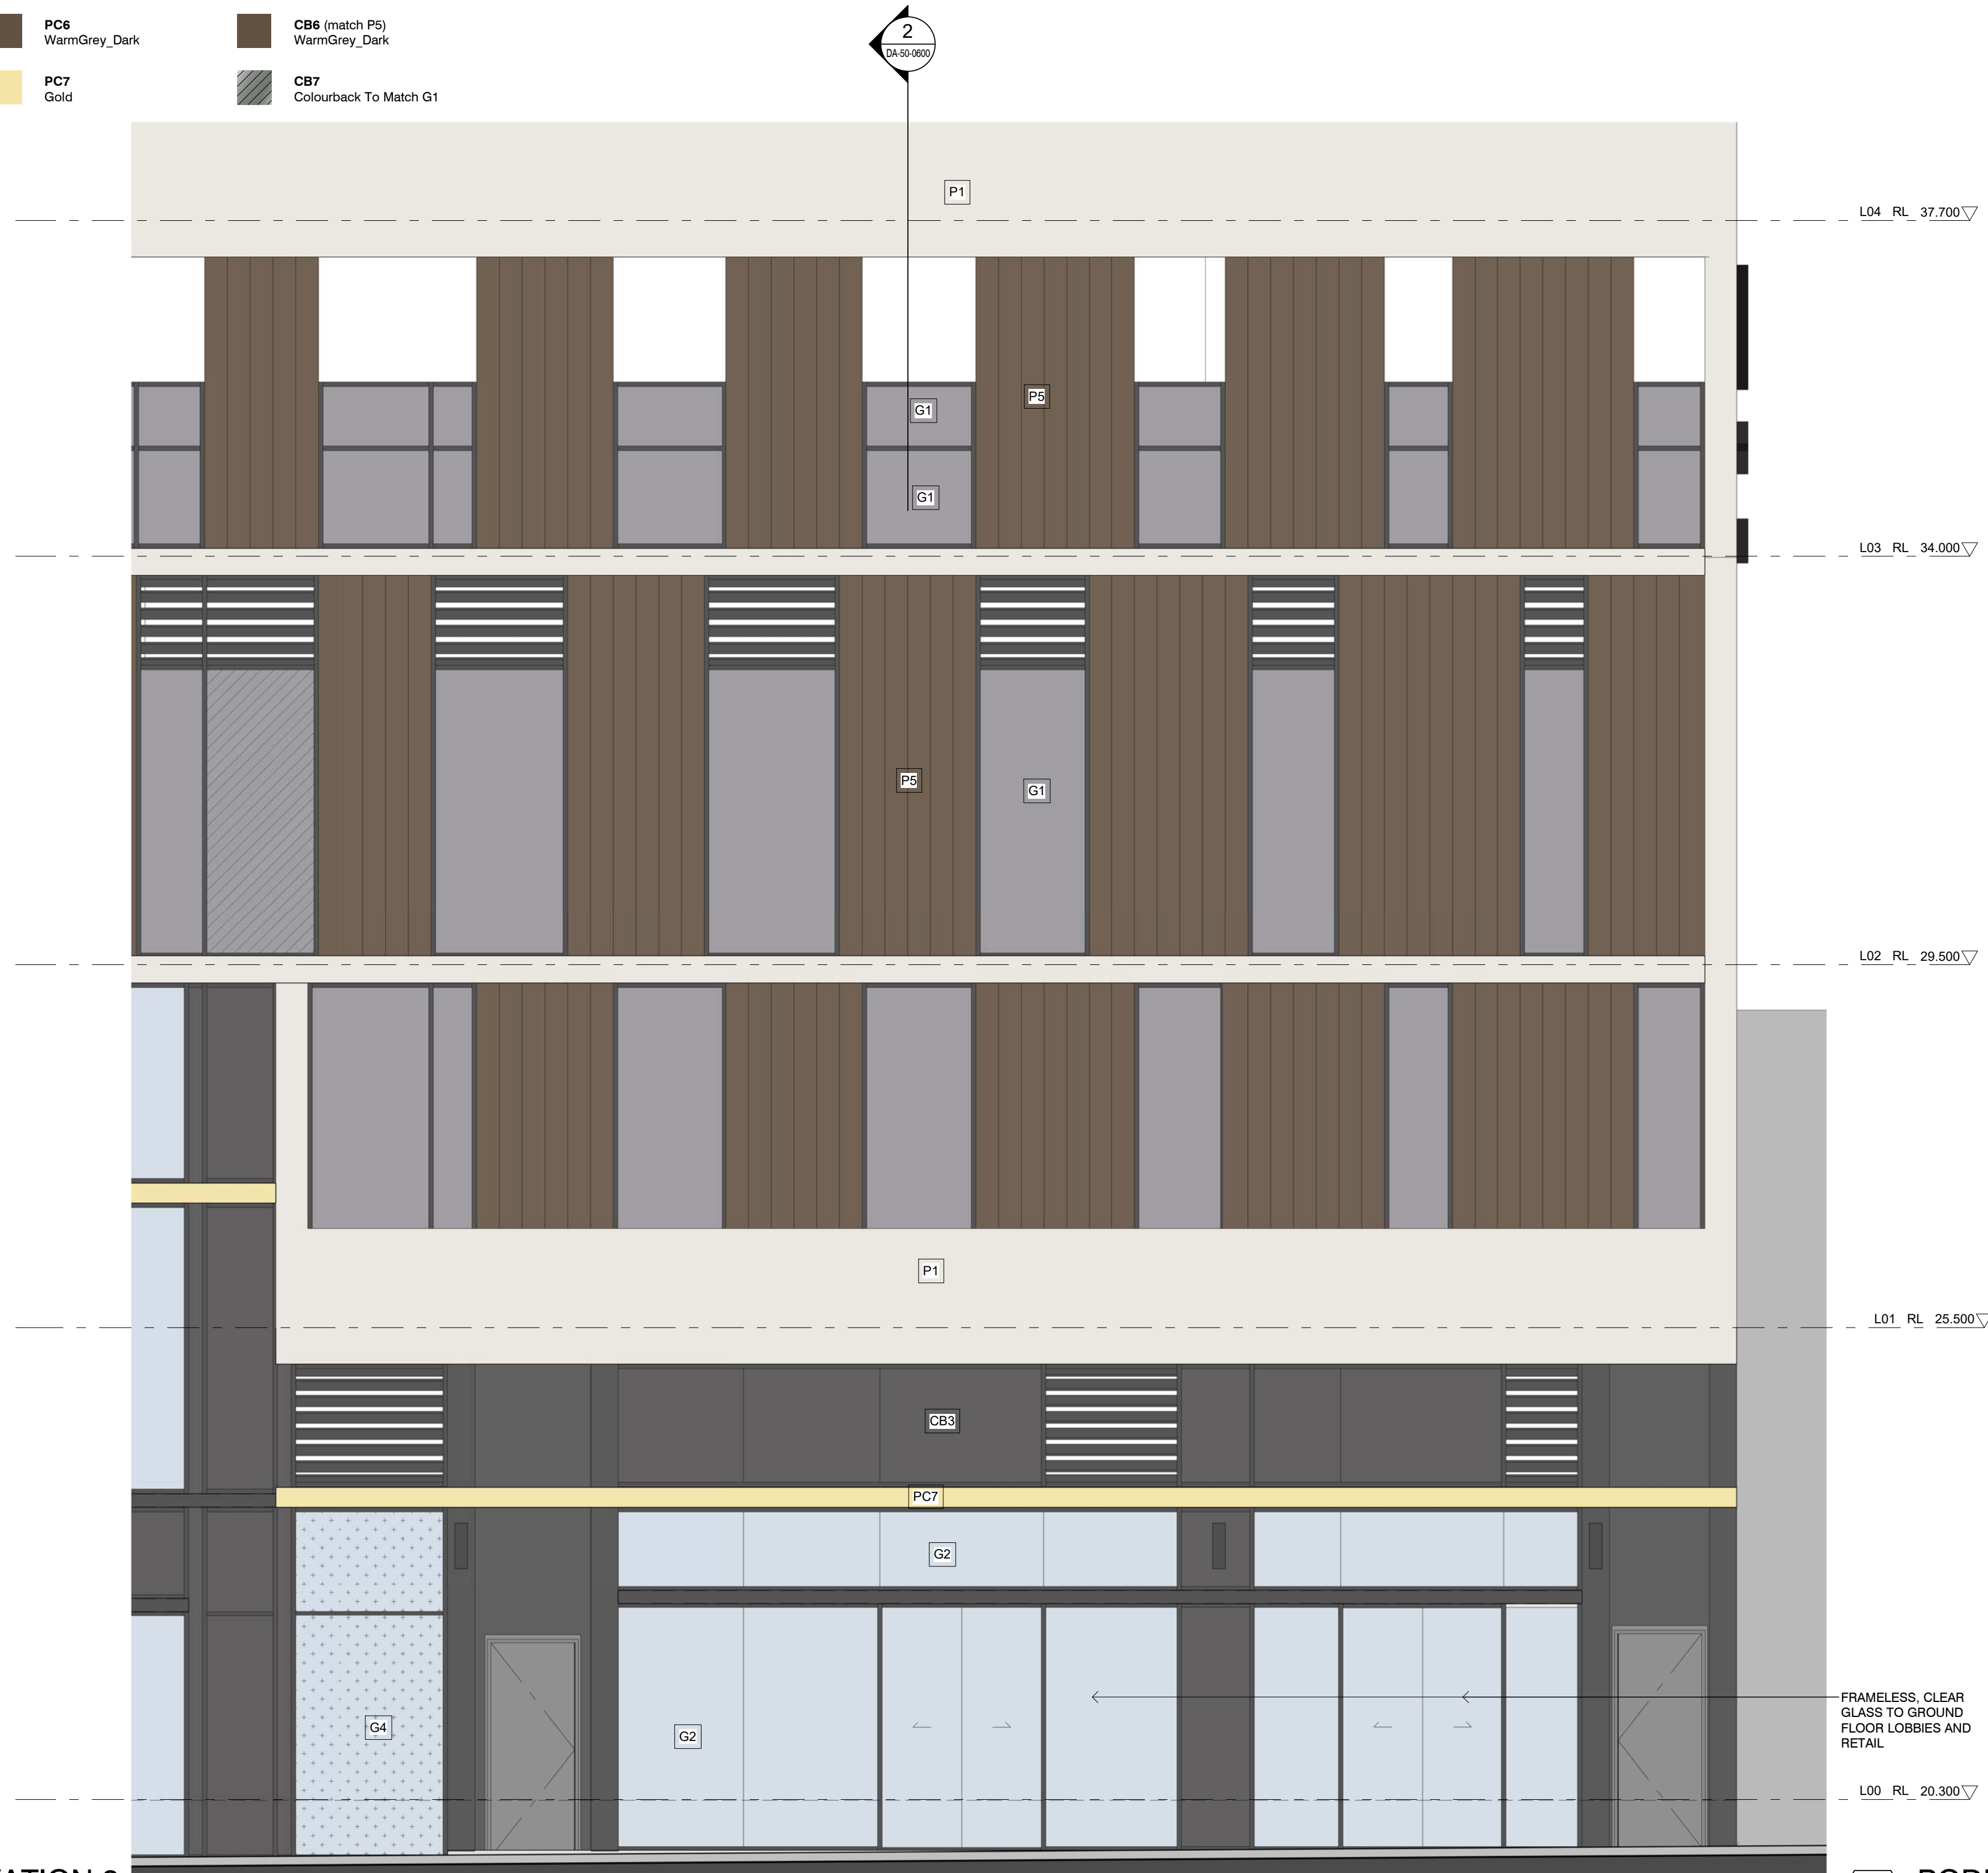 PC6
WarmGrey_Dark
CB6 (match P5)
WarmGrey_Dark
PC7
Gold
CB7
Colourback To Match G1
2
DA-50-0600
P1
L04 RL 37.700
P5
G1
G1
L03 RL 34.000
P5
G1
L02 RL 29.500
P1
L01 RL 25.500
CB3
PC7
G2
FRAMELESS, CLEAR
GLASS TO GROUND
FLOOR LOBBIES AND
RETAIL
G4
G2
L00 RL 20.300